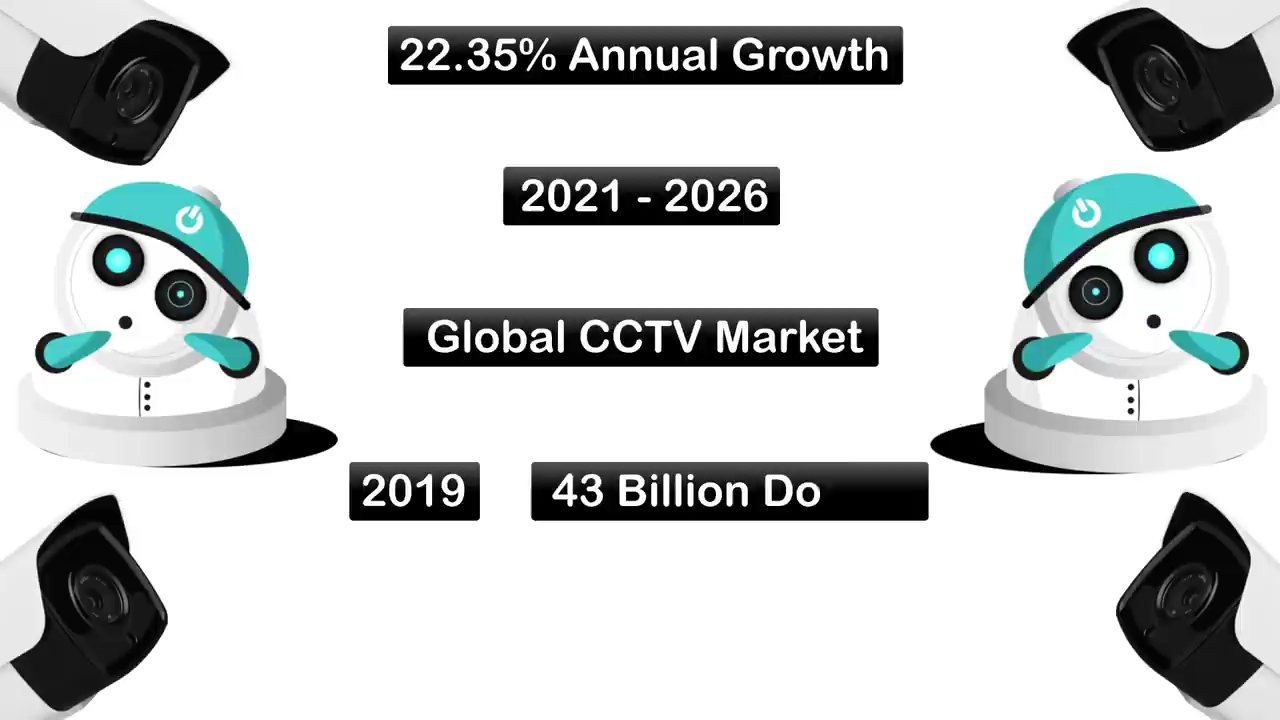 22.35% Annual Growth
2021 - 2026
Global CCTV Market
2019 43 Billion Do